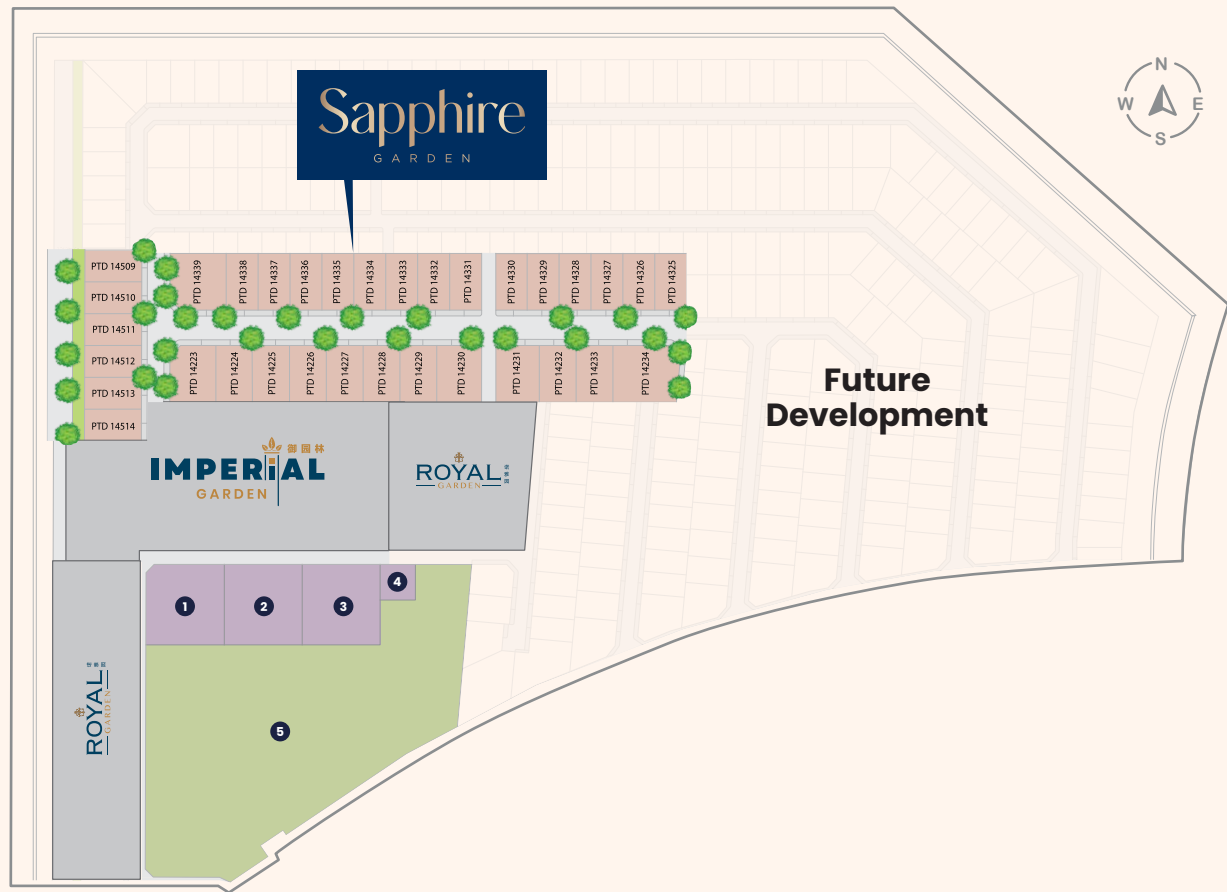 N
W E
S
Sapphire
GARDEN
PTD 14509
PTD 14510
PTD 14511
PTD 14512
PTD 14513
PTD 14514
PTD 14339
PTD 14338
PTD 14337
PTD 14336
PTD 14335
PTD 14334
PTD 14333
PTD 14332
PTD 14331
PTD 14330
PTD 14329
PTD 14328
PTD 14327
PTD 14326
PTD 14325
PTD 14223
PTD 14224
PTD 14225
PTD 14226
PTD 14227
PTD 14228
PTD 14229
PTD 14230
PTD 14231
PTD 14232
PTD 14233
PTD 14234
Future
Development
御园林
IMPERIAL
GARDEN
ROYAL
GARDEN
1
2
3
4
5
ROYAL
GARDEN